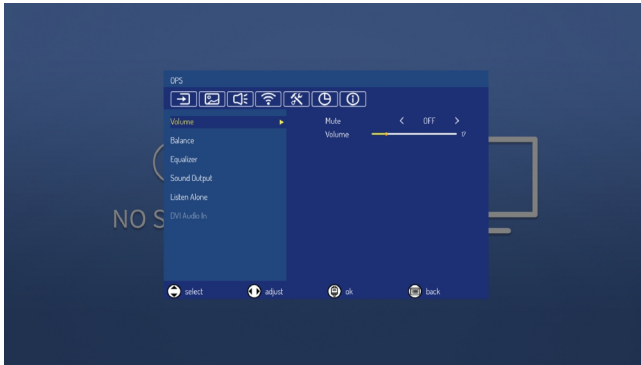 OPS
Volume
Mute OFF
Volume 17
Balance
Equalizer
Sound Output
Listen Alone
DVI Audio In
NO S
select adjust ok back